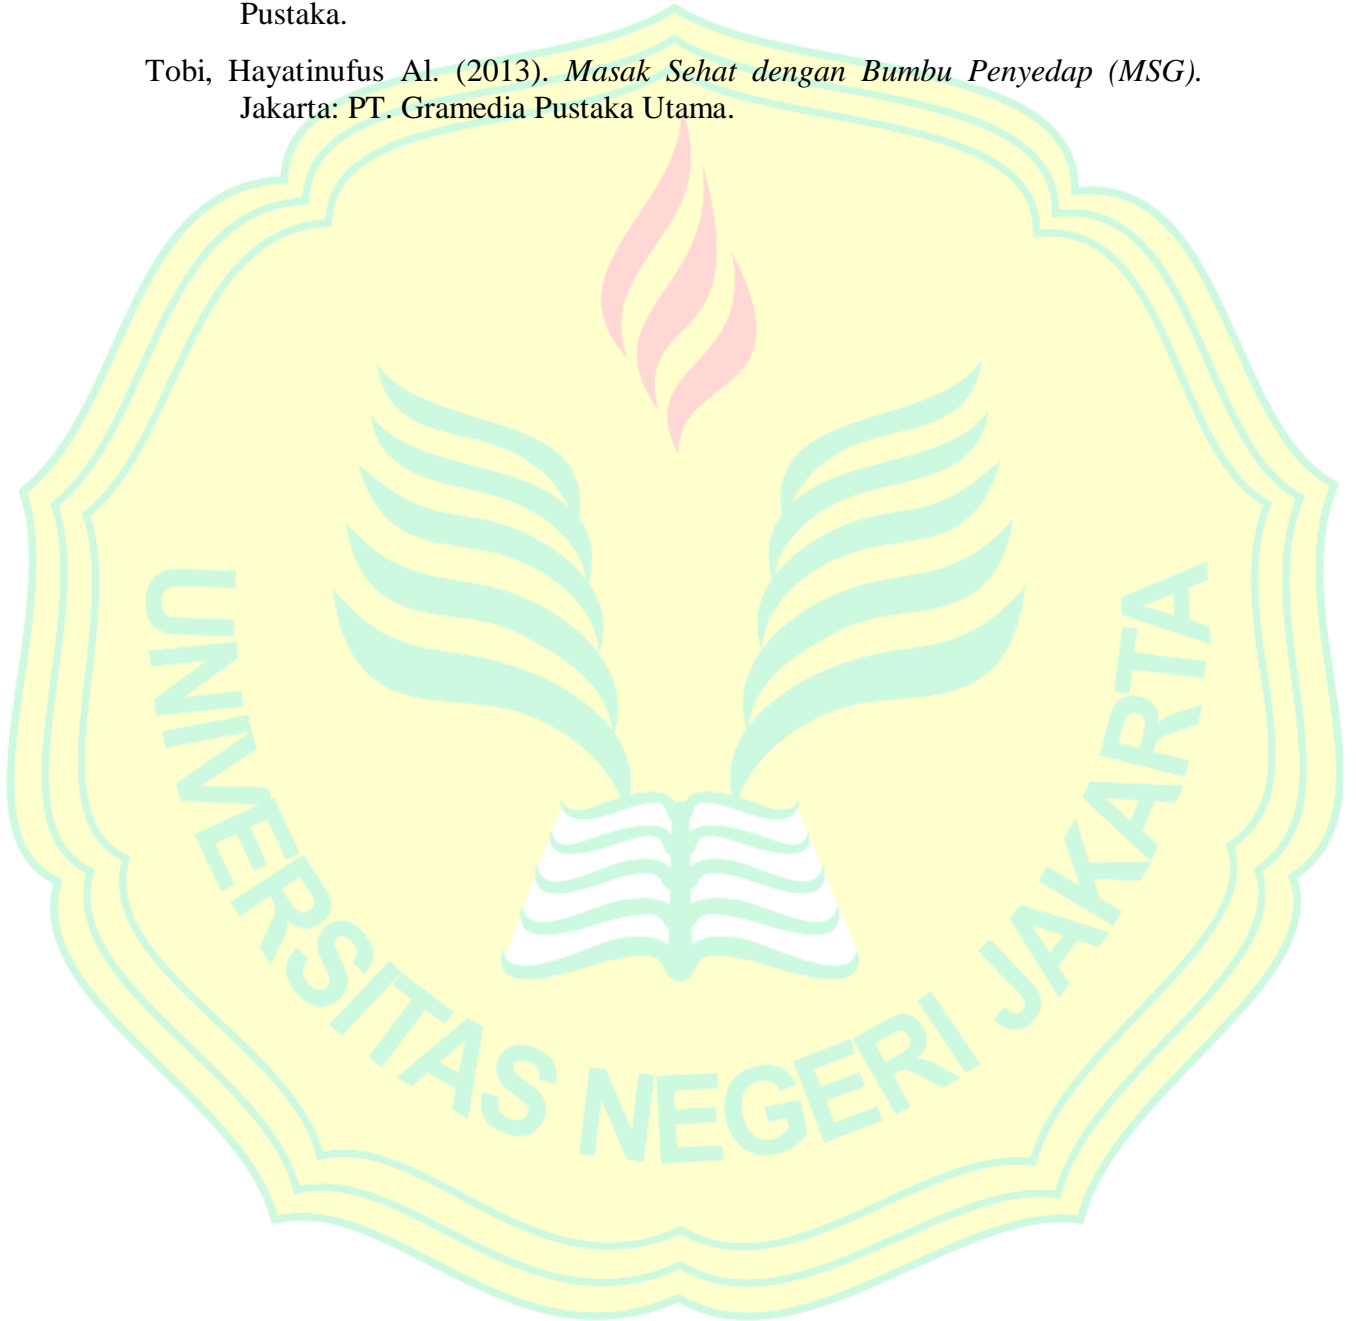 Pustaka.
Tobi, Hayatinufus Al. (2013). Masak Sehat dengan Bumbu Penyedap (MSG).
Jakarta: PT. Gramedia Pustaka Utama.
UNIVERSITAS NEGERI JAKARTA